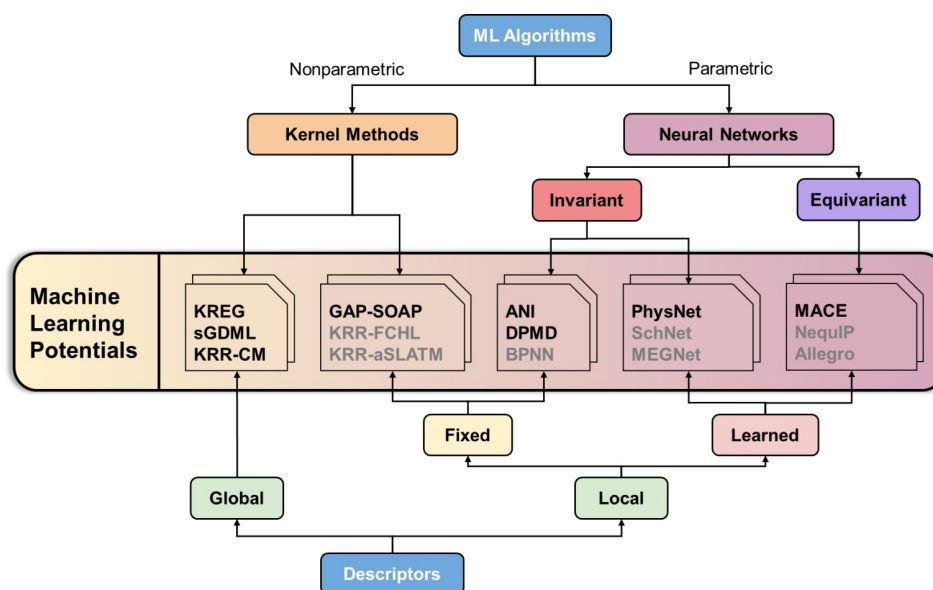 ML Algorithms
Nonparametric
Parametric
Kernel Methods
Neural Networks
Invariant
Equivariant
Machine
Learning
Potentials
KREG
sGDML
KRR-CM
GAP-SOAP
KRR-FCHL
KRR-aSLATM
ANI
DPMD
BPNN
PhysNet
SchNet
MEGNet
MACE
NequIP
Allegro
Fixed
Learned
Global
Local
Descriptors